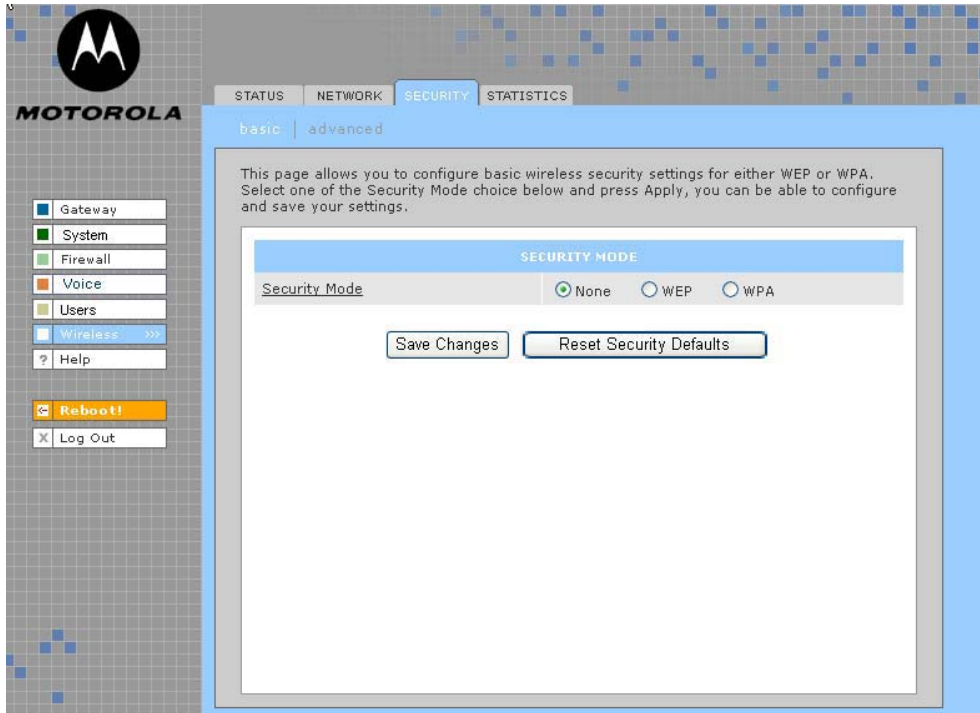 MOTOROLA
STATUS NETWORK SECURITY STATISTICS
basic | advanced
Gateway
System
Firewall
Voice
Users
Wireless >>>
? Help
Reboot!
X Log Out
This page allows you to configure basic wireless security settings for either WEP or WPA.
Select one of the Security Mode choice below and press Apply, you can be able to configure
and save your settings.
SECURITY MODE
Security Mode None WEP WPA
Save Changes Reset Security Defaults